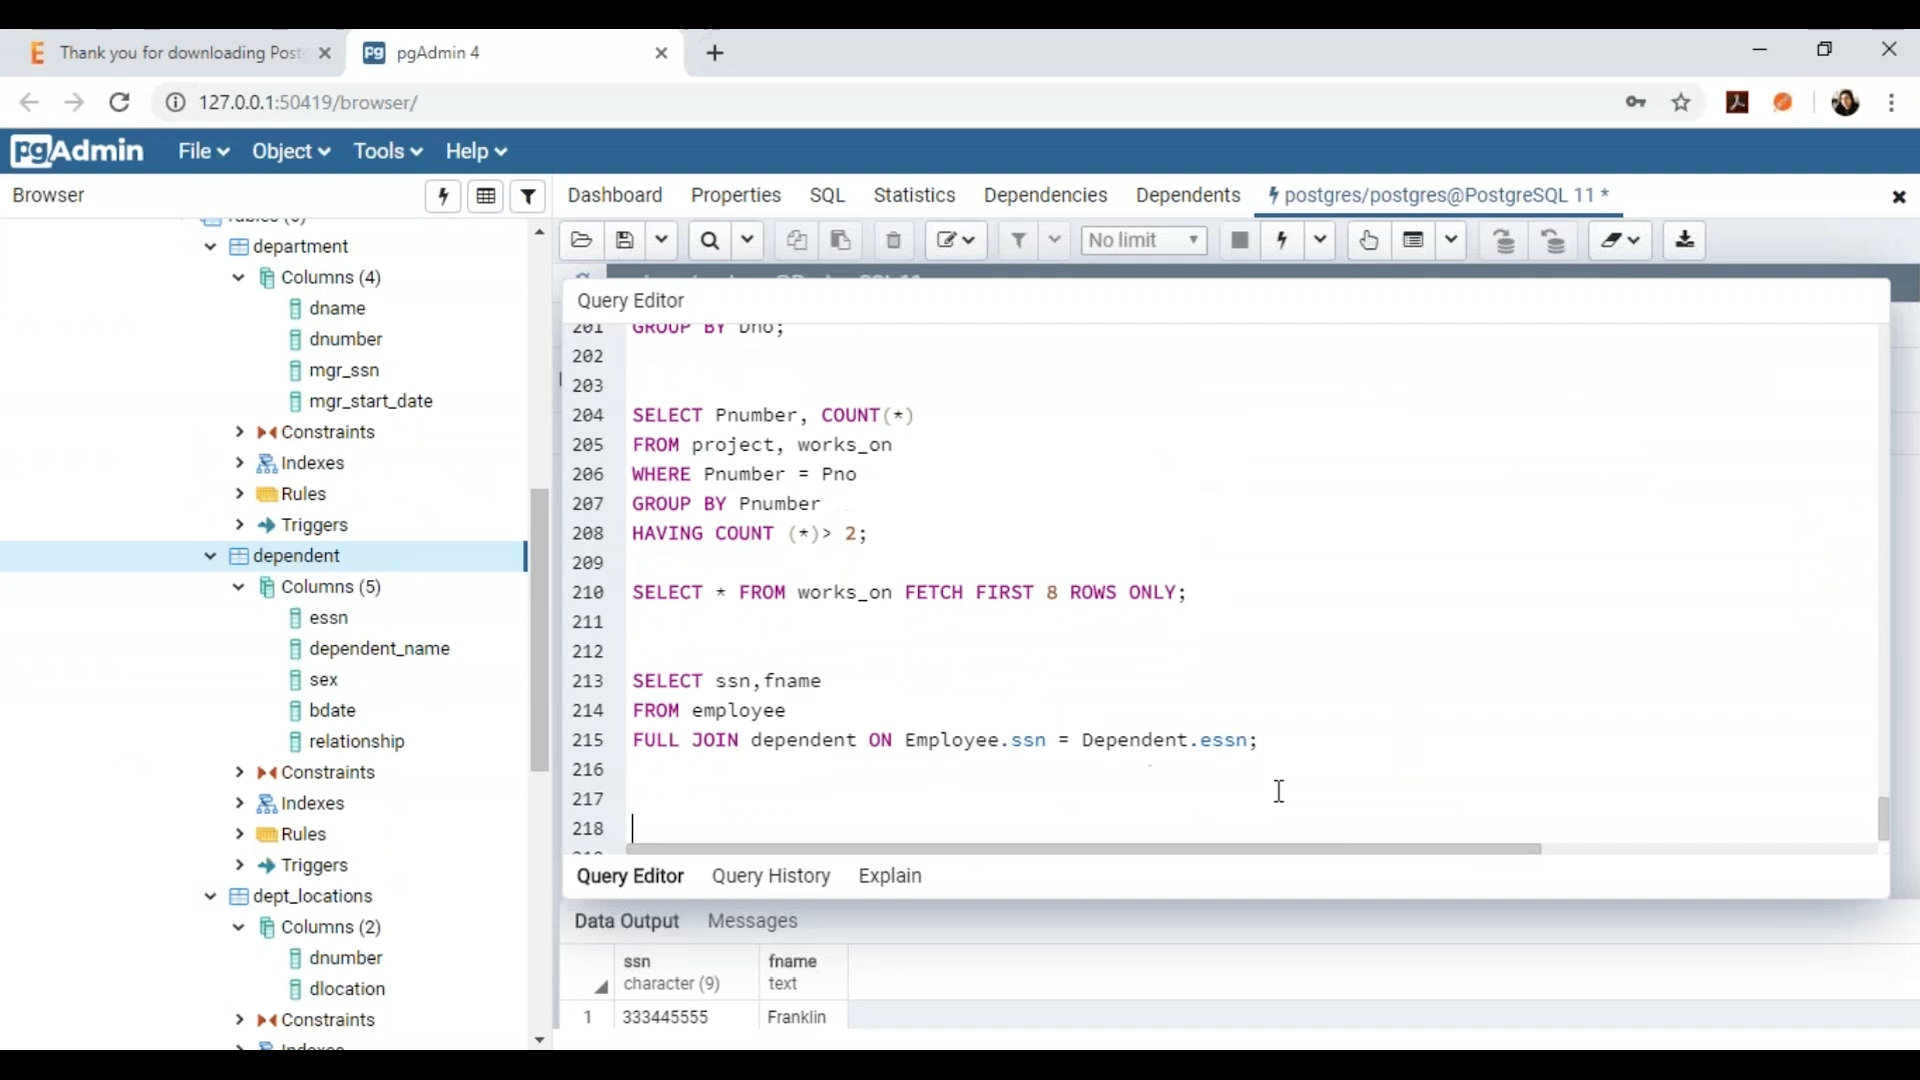 Thank you for downloading Post
pgAdmin 4
127.0.0.1:50419/browser/
pgAdmin
File
Object
Tools
Help
Browser
Dashboard
Properties
SQL
Statistics
Dependencies
Dependents
postgres/postgres@PostgreSQL 11 *
No limit
department
Columns (4)
dname
dnumber
mgr_ssn
mgr_start_date
Constraints
Indexes
Rules
Triggers
dependent
Columns (5)
essn
dependent_name
sex
bdate
relationship
Constraints
Indexes
Rules
Triggers
dept_locations
Columns (2)
dnumber
dlocation
Constraints
Indexes
Query Editor
201 GROUP BY Dno;
202
203
204 SELECT Pnumber, COUNT(*)
205 FROM project, works_on
206 WHERE Pnumber = Pno
207 GROUP BY Pnumber
208 HAVING COUNT (*)> 2;
209
210 SELECT * FROM works_on FETCH FIRST 8 ROWS ONLY;
211
212
213 SELECT ssn,fname
214 FROM employee
215 FULL JOIN dependent ON Employee.ssn = Dependent.essn;
216
217
218
Query Editor
Query History
Explain
Data Output
Messages
ssn
character (9)
fname
text
1 333445555 Franklin